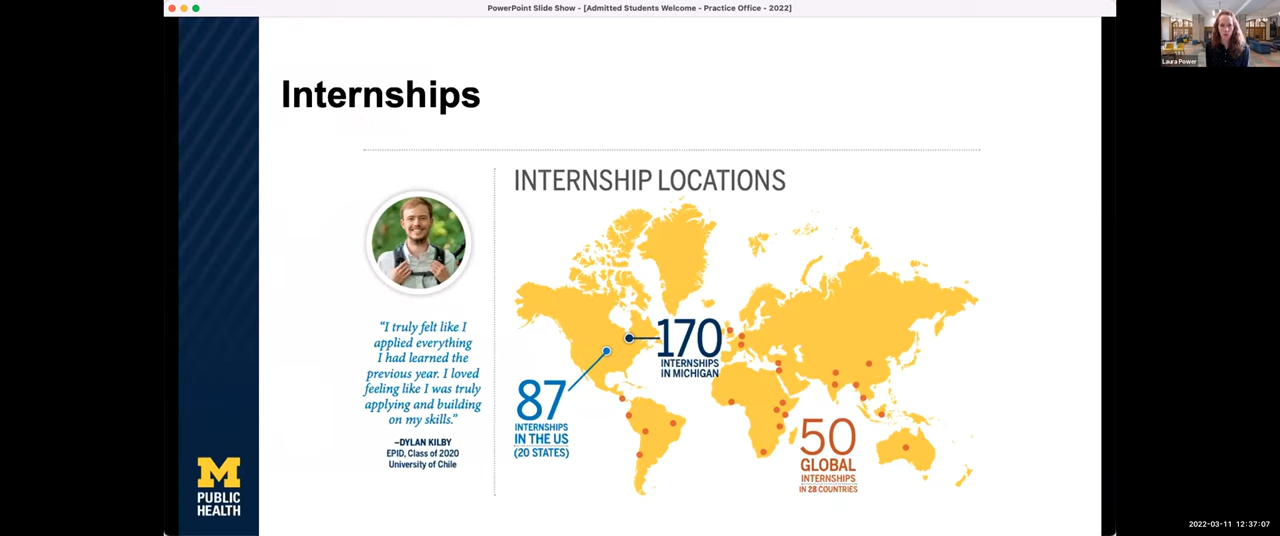 PowerPoint Slide Show - [Admitted Students Welcome - Practice Office - 2022]
Laura Power
Internships
INTERNSHIP LOCATIONS
“I truly felt like I
applied everything
I had learned the
previous year. I loved
feeling like I was truly
applying and building
on my skills.”
–DYLAN KILBY
EPID, Class of 2020
University of Chile
170
INTERNSHIPS
IN MICHIGAN
87
INTERNSHIPS
IN THE US
(20 STATES)
50
GLOBAL
INTERNSHIPS
IN 28 COUNTRIES
M
PUBLIC
HEALTH
2022-03-11 12:37:07